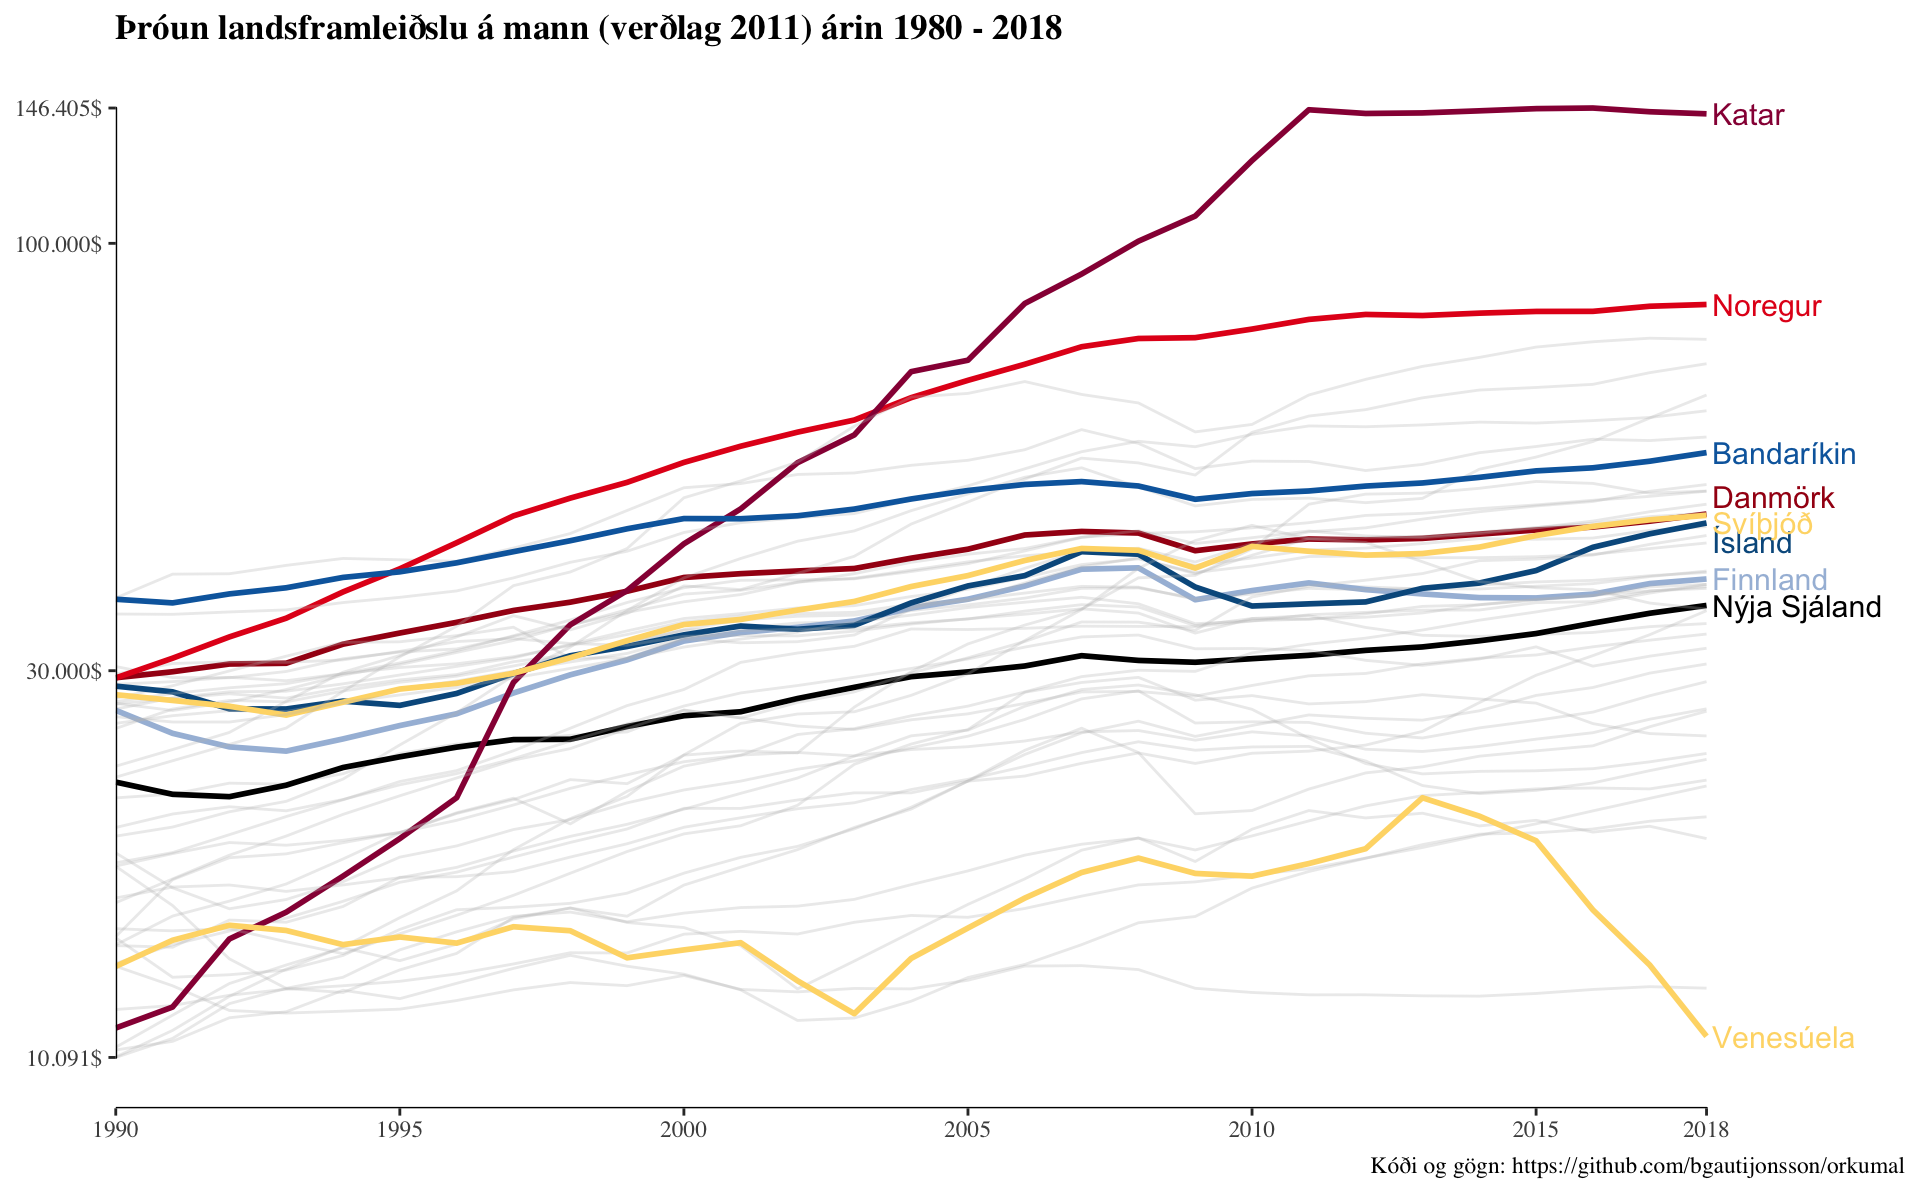 Þróun landsframleiðslu á mann (verðlag 2011) árin 1980 - 2018
146.405$
100.000$
30.000$
10.091$
Katar
Noregur
Bandaríkin
Danmörk
Svíþjóð
Ísland
Finnland
Nýja Sjáland
Venesúela
1990
1995
2000
2005
2010
2015
2018
Kóði og gögn: https://github.com/bgautijonsson/orkumal